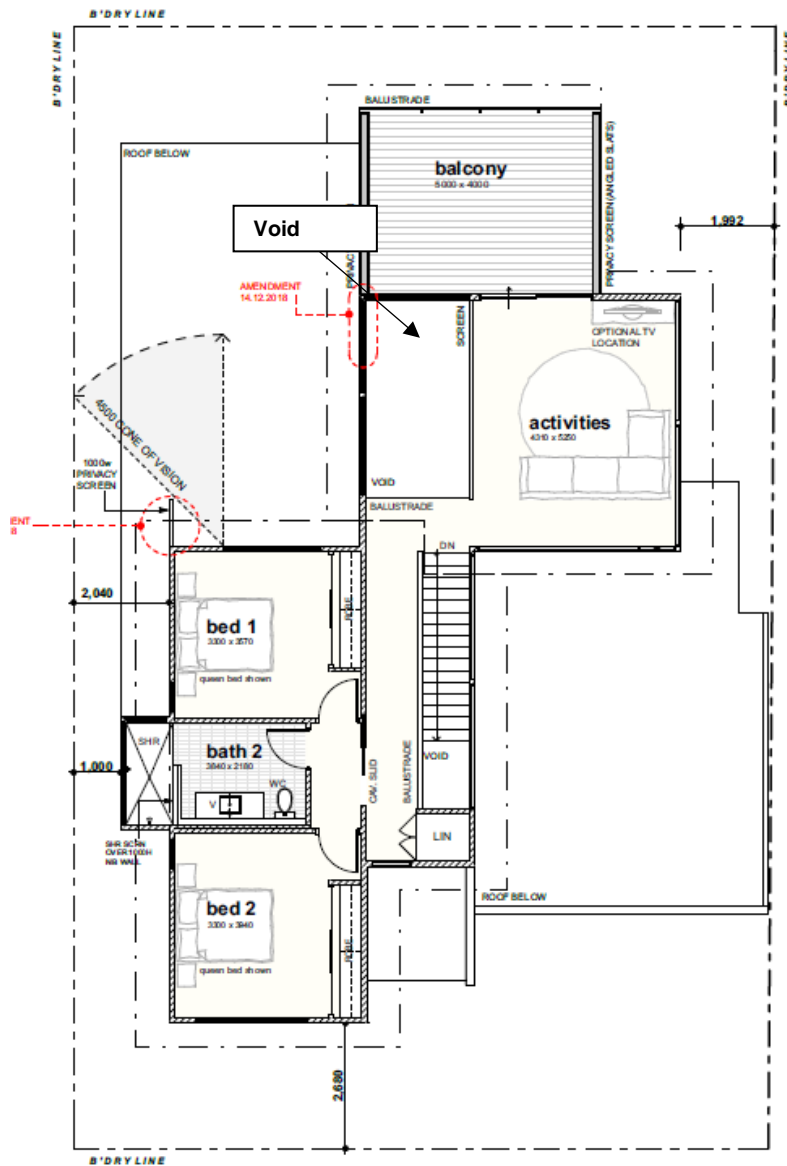 B'DRY LINE
B'DRY LINE
B'DRY LINE
BALUSTRADE
ROOF BELOW
balcony
5000 x 4000
PRIVACY SCREEN (ANGLED SLATS)
Void
1,992
AMENDMENT
14.12.2018
SCREEN
OPTIONAL TV
LOCATION
activities
4310 x 5250
4500 CONE OF VISION
1000w
PRIVACY
SCREEN
VOID
BALUSTRADE
DN
2,040
bed 1
3300 x 3570
queen bed shown
ROBE
SHR
bath 2
3840 x 2180
WC
V
1,000
CAV. SLID
BALUSTRADE
VOID
LIN
SHR SCRN
OVER 1000H
NIB WALL
bed 2
3300 x 3940
queen bed shown
ROBE
ROOF BELOW
2,680
B'DRY LINE